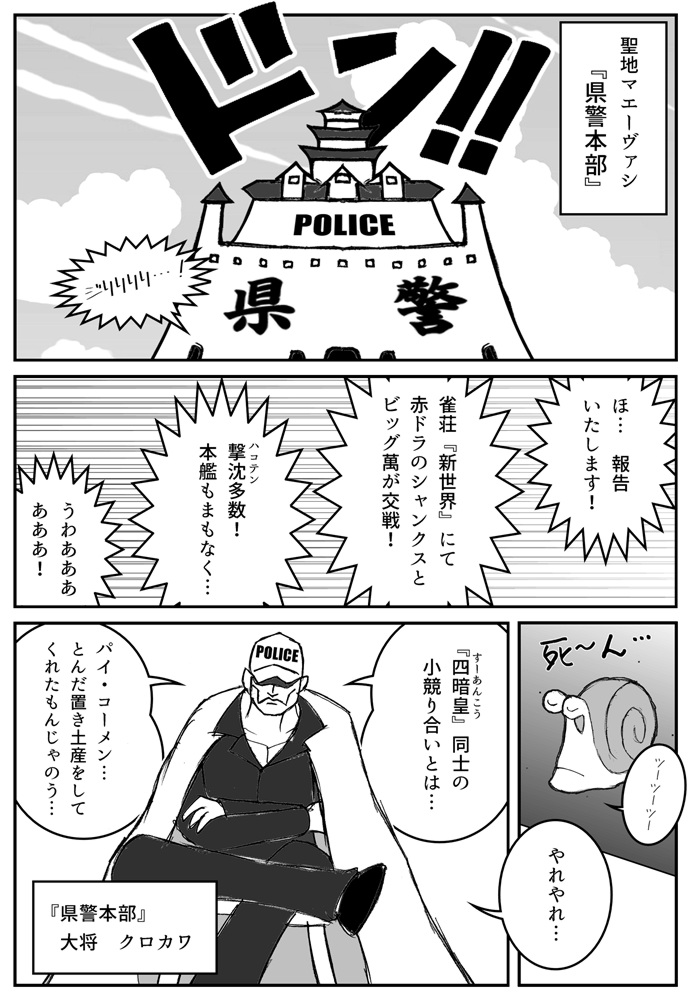 聖地マエーヴァシ
『県警本部』
ドン!!
POLICE
県 警
ジリリリリ…!
ほ… 報告
いたします!
雀荘『新世界』にて
赤ドラのシャンクスと
ビッグ萬が交戦!
ハコテン
撃沈多数!
本艦もまもなく…
うわあああ
あああ!
死〜ん…
ツーツーツー
やれやれ…
すーあんこう
『四暗皇』同士の
小競り合いとは…
POLICE
パイ・コーメン…
とんだ置き土産をして
くれたもんじゃのう…
『県警本部』
大将 クロカワ